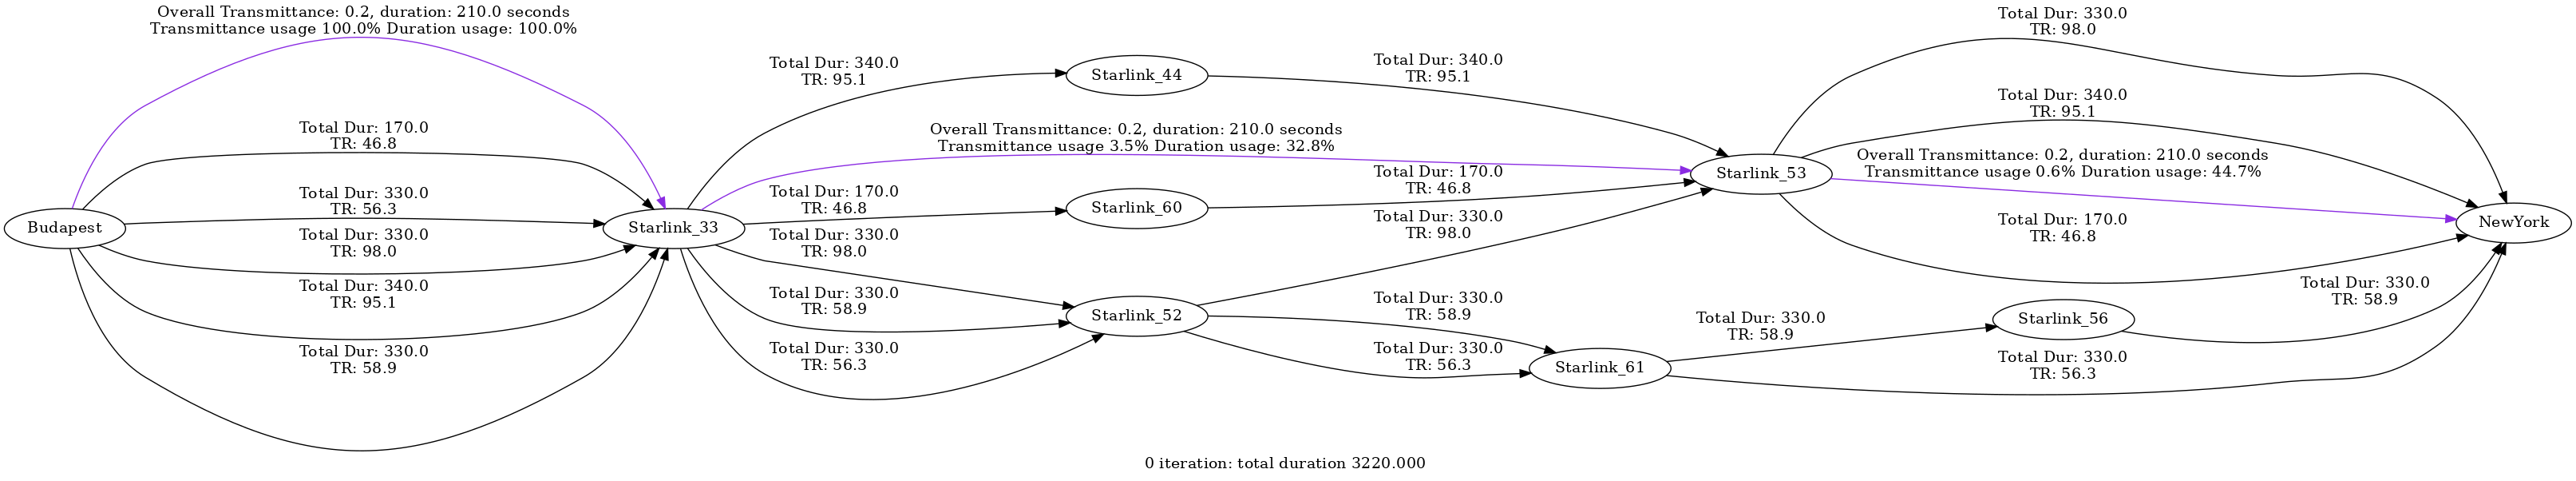 Overall Transmittance: 0.2, duration: 210.0 seconds
Transmittance usage 100.0% Duration usage: 100.0%
Total Dur: 170.0
TR: 46.8
Total Dur: 330.0
TR: 56.3
Budapest
Total Dur: 330.0
TR: 98.0
Total Dur: 340.0
TR: 95.1
Total Dur: 330.0
TR: 58.9
Starlink_33
Total Dur: 340.0
TR: 95.1
Starlink_44
Total Dur: 340.0
TR: 95.1
Overall Transmittance: 0.2, duration: 210.0 seconds
Transmittance usage 3.5% Duration usage: 32.8%
Total Dur: 170.0
TR: 46.8
Starlink_60
Total Dur: 170.0
TR: 46.8
Total Dur: 330.0
TR: 98.0
Total Dur: 330.0
TR: 98.0
Total Dur: 330.0
TR: 58.9
Starlink_52
Total Dur: 330.0
TR: 58.9
Total Dur: 330.0
TR: 56.3
Total Dur: 330.0
TR: 56.3
Starlink_61
Starlink_53
Total Dur: 330.0
TR: 98.0
Total Dur: 340.0
TR: 95.1
Overall Transmittance: 0.2, duration: 210.0 seconds
Transmittance usage 0.6% Duration usage: 44.7%
Total Dur: 170.0
TR: 46.8
NewYork
Total Dur: 330.0
TR: 58.9
Starlink_56
Total Dur: 330.0
TR: 58.9
Total Dur: 330.0
TR: 56.3
0 iteration: total duration 3220.000